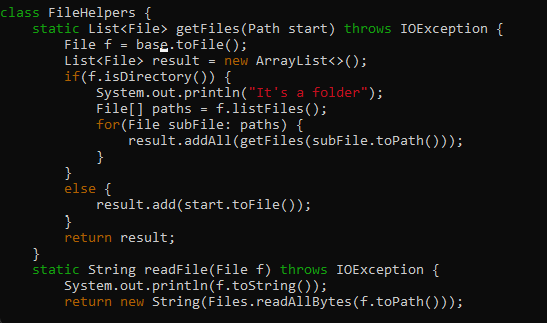 class FileHelpers {
    static List<File> getFiles(Path start) throws IOException {
        File f = base.toFile();
        List<File> result = new ArrayList<>();
        if(f.isDirectory()) {
            System.out.println("It's a folder");
            File[] paths = f.listFiles();
            for(File subFile: paths) {
                result.addAll(getFiles(subFile.toPath()));
            }
        }
        else {
            result.add(start.toFile());
        }
        return result;
    }
    static String readFile(File f) throws IOException {
        System.out.println(f.toString());
        return new String(Files.readAllBytes(f.toPath()));